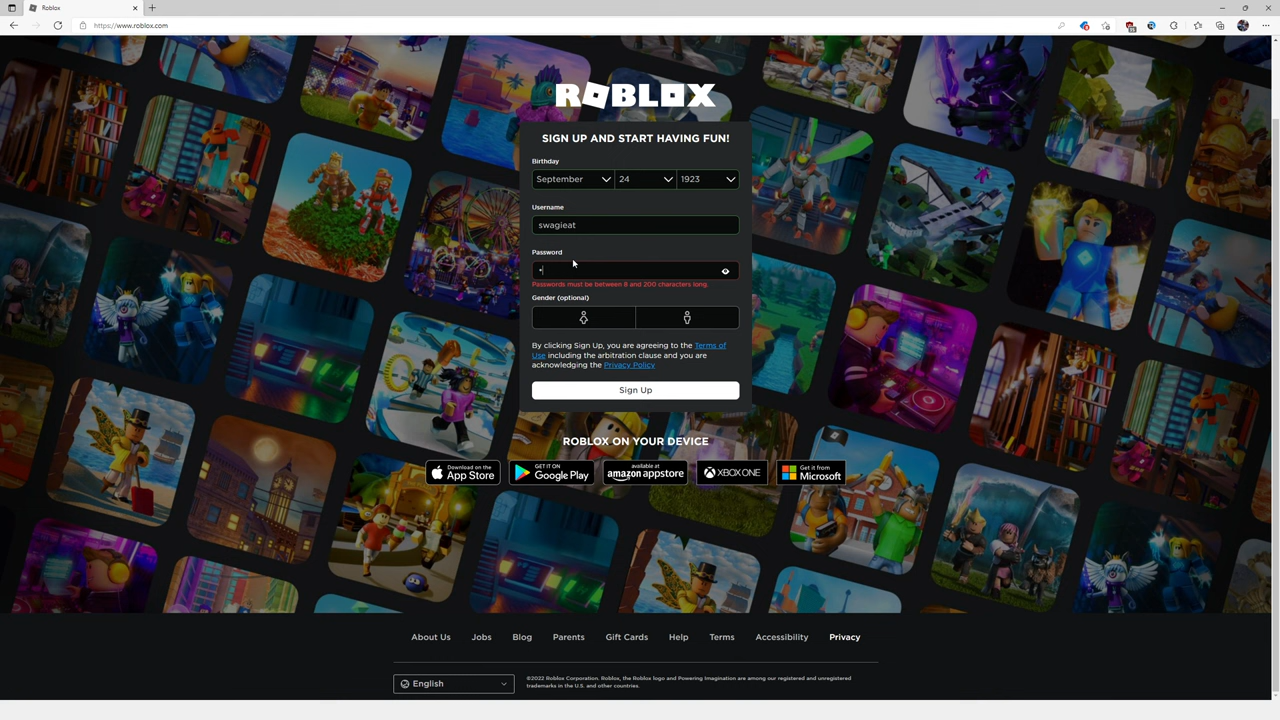 Roblox
https://www.roblox.com
ROBLOX
SIGN UP AND START HAVING FUN!
Birthday
September 24 1923
Username
swagieat
Password
Passwords must be between 8 and 200 characters long.
Gender (optional)
By clicking Sign Up, you are agreeing to the Terms of
Use including the arbitration clause and you are
acknowledging the Privacy Policy
Sign Up
ROBLOX ON YOUR DEVICE
Download on the
App Store
GET IT ON
Google Play
available at
amazon appstore
XBOX ONE
Get it from
Microsoft
About Us Jobs Blog Parents Gift Cards Help Terms Accessibility Privacy
English
©2022 Roblox Corporation. Roblox, the Roblox logo and Powering Imagination are among our registered and unregistered
trademarks in the U.S. and other countries.